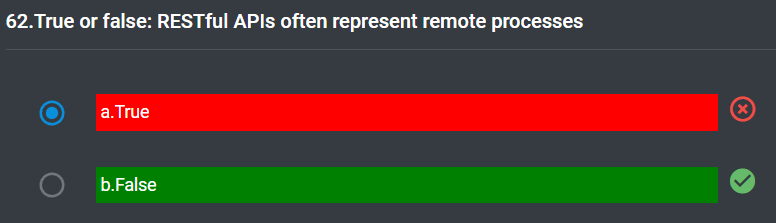 62.True or false: RESTful APIs often represent remote processes
a.True
b.False